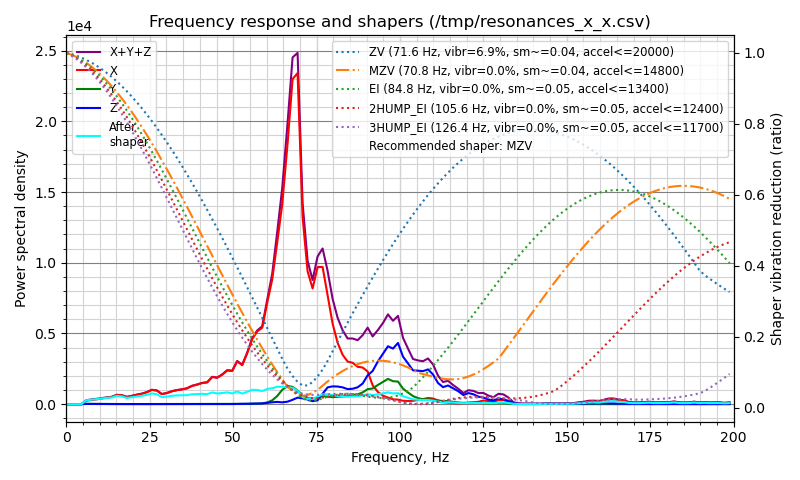 Frequency response and shapers (/tmp/resonances_x_x.csv)
1e4
X+Y+Z
X
Y
Z
After
shaper
ZV (71.6 Hz, vibr=6.9%, sm~=0.04, accel<=20000)
MZV (70.8 Hz, vibr=0.0%, sm~=0.04, accel<=14800)
EI (84.8 Hz, vibr=0.0%, sm~=0.05, accel<=13400)
2HUMP_EI (105.6 Hz, vibr=0.0%, sm~=0.05, accel<=12400)
3HUMP_EI (126.4 Hz, vibr=0.0%, sm~=0.05, accel<=11700)
Recommended shaper: MZV
Power spectral density
2.5
2.0
1.5
1.0
0.5
0.0
1.0
0.8
0.6
0.4
0.2
0.0
Shaper vibration reduction (ratio)
0
25
50
75
100
125
150
175
200
Frequency, Hz